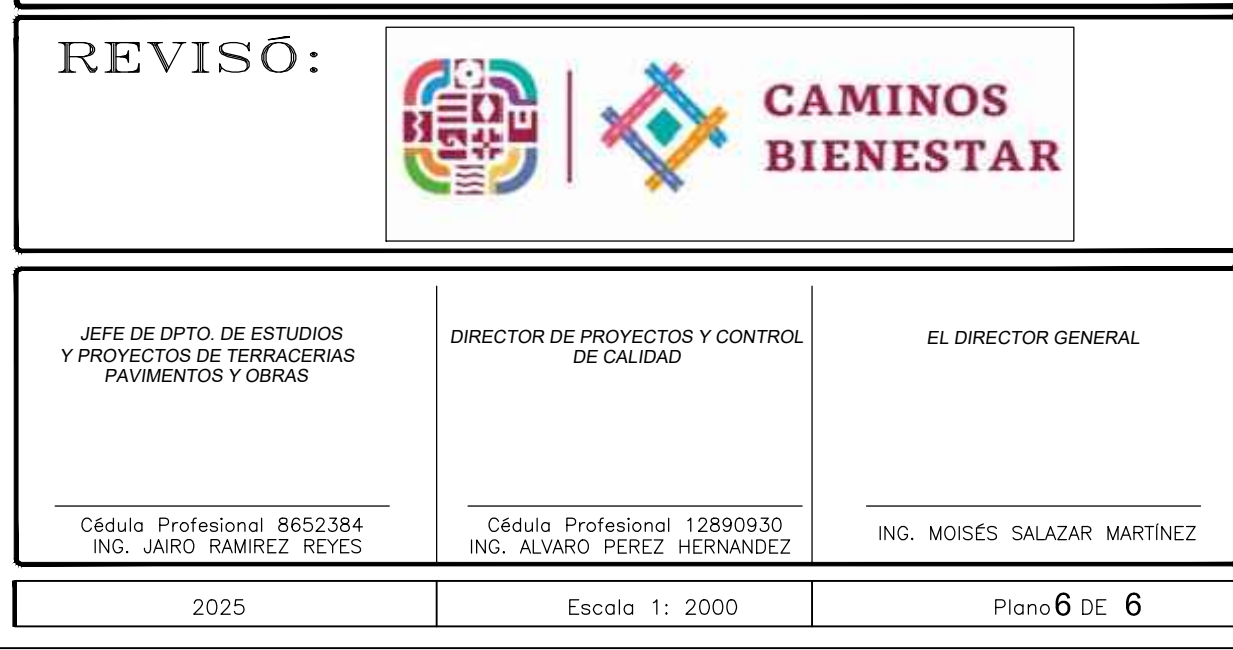 REVISÓ:
CAMINOS
BIENESTAR
JEFE DE DPTO. DE ESTUDIOS
Y PROYECTOS DE TERRACERIAS
PAVIMENTOS Y OBRAS
Cédula Profesional 8652384
ING. JAIRO RAMIREZ REYES
DIRECTOR DE PROYECTOS Y CONTROL
DE CALIDAD
Cédula Profesional 12890930
ING. ALVARO PEREZ HERNANDEZ
EL DIRECTOR GENERAL
ING. MOISÉS SALAZAR MARTÍNEZ
2025
Escala 1: 2000
Plano 6 DE 6